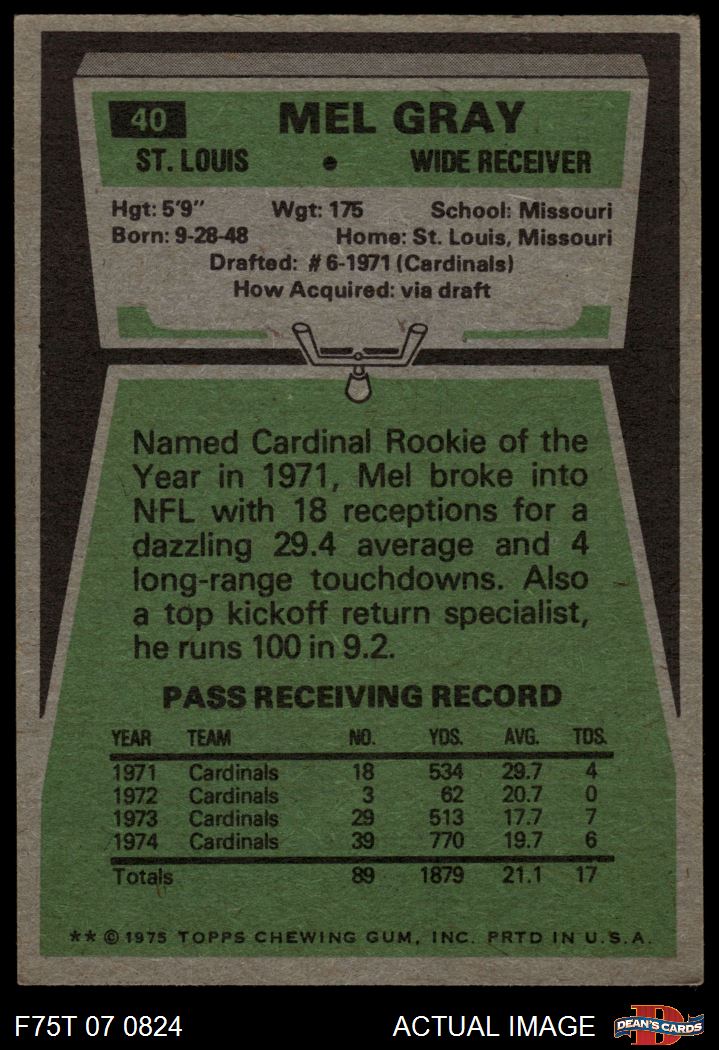 40 MEL GRAY
ST. LOUIS • WIDE RECEIVER
Hgt: 5'9" Wgt: 175 School: Missouri
Born: 9-28-48 Home: St. Louis, Missouri
Drafted: #6-1971 (Cardinals)
How Acquired: via draft
Named Cardinal Rookie of the
Year in 1971, Mel broke into
NFL with 18 receptions for a
dazzling 29.4 average and 4
long-range touchdowns. Also
a top kickoff return specialist,
he runs 100 in 9.2.
PASS RECEIVING RECORD
YEAR TEAM NO. YDS. AVG. TDS.
1971 Cardinals 18 534 29.7 4
1972 Cardinals 3 62 20.7 0
1973 Cardinals 29 513 17.7 7
1974 Cardinals 39 770 19.7 6
Totals 89 1879 21.1 17
** © 1975 TOPPS CHEWING GUM, INC. PRTD IN U.S.A.
F75T 07 0824 ACTUAL IMAGE D DEAN'S CARDS